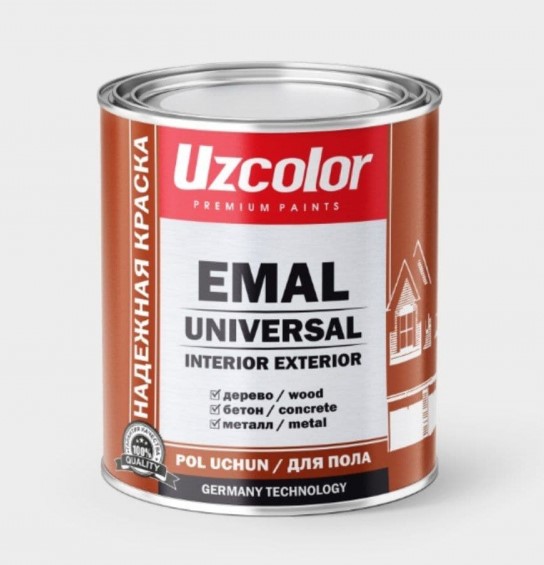 НАДЕЖНАЯ КРАСКА
Uzcolor
PREMIUM PAINTS
EMAL
UNIVERSAL
INTERIOR EXTERIOR
дерево / wood
бетон / concrete
металл / metal
100%
QUALITY
POL UCHUN / ДЛЯ ПОЛА
GERMANY TECHNOLOGY